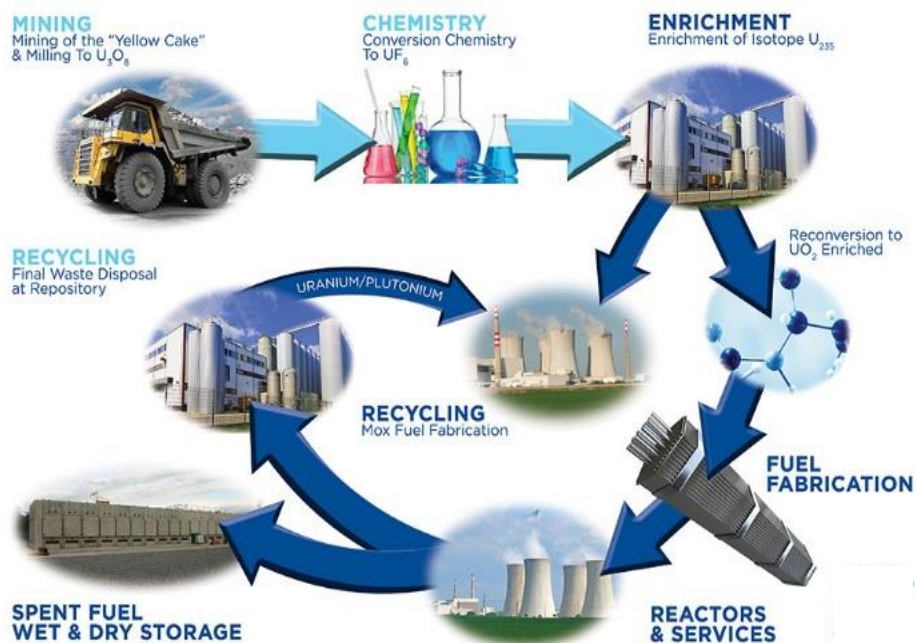 MINING
Mining of the "Yellow Cake"
& Milling To U₃O₈
CHEMISTRY
Conversion Chemistry
To UF₆
ENRICHMENT
Enrichment of Isotope U₂₃₅
Reconversion to
UO₂ Enriched
RECYCLING
Final Waste Disposal
at Repository
URANIUM/PLUTONIUM
RECYCLING
Mox Fuel Fabrication
FUEL
FABRICATION
SPENT FUEL
WET & DRY STORAGE
REACTORS
& SERVICES